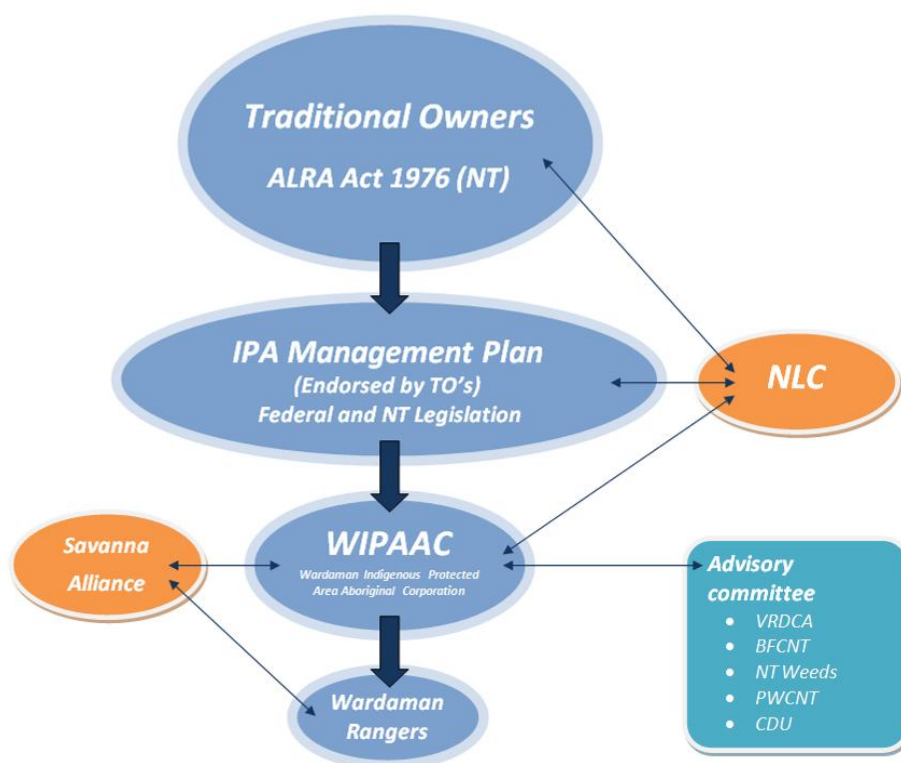 Traditional Owners
ALRA Act 1976 (NT)
IPA Management Plan
(Endorsed by TO's)
Federal and NT Legislation
NLC
WIPAAC
Wardaman Indigenous Protected
Area Aboriginal Corporation
Savanna
Alliance
Advisory
committee
• VRDCA
• BFCNT
• NT Weeds
• PWCNT
• CDU
Wardaman
Rangers